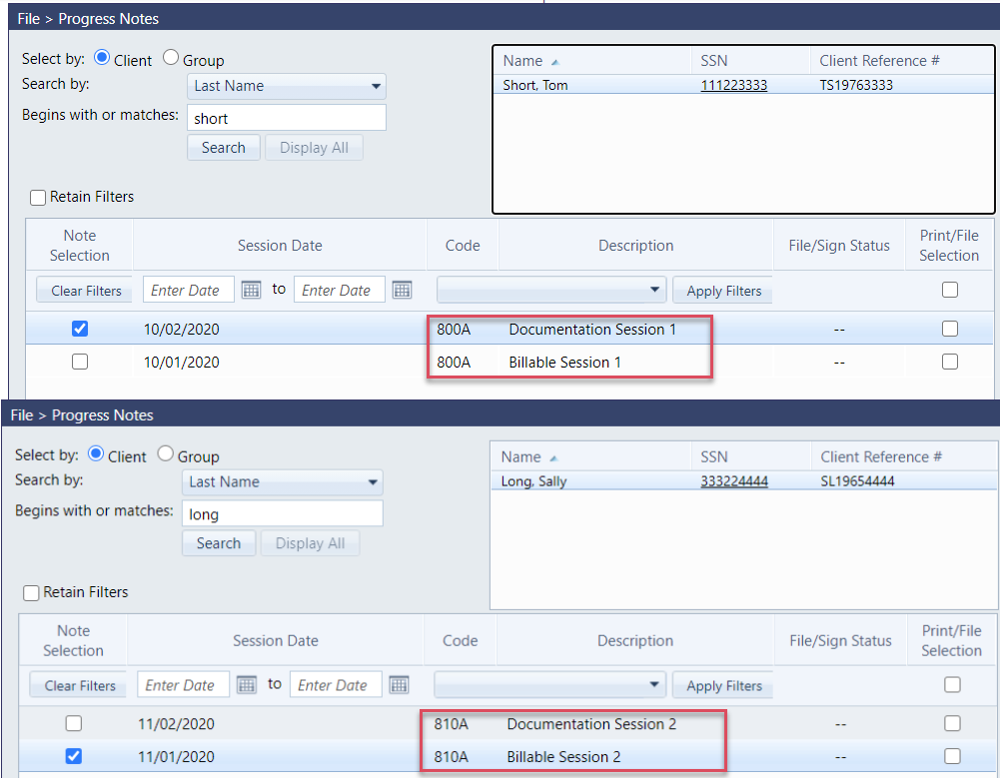 File > Progress Notes
Select by: Client Group
Search by: Last Name
Begins with or matches: short
Search Display All
Name SSN Client Reference #
Short, Tom 111223333 TS19763333
Retain Filters
Note Selection Session Date Code Description File/Sign Status Print/File Selection
Clear Filters Enter Date to Enter Date Apply Filters
10/02/2020 800A Documentation Session 1 --
10/01/2020 800A Billable Session 1 --
File > Progress Notes
Select by: Client Group
Search by: Last Name
Begins with or matches: long
Search Display All
Name SSN Client Reference #
Long, Sally 333224444 SL19654444
Retain Filters
Note Selection Session Date Code Description File/Sign Status Print/File Selection
Clear Filters Enter Date to Enter Date Apply Filters
11/02/2020 810A Documentation Session 2 --
11/01/2020 810A Billable Session 2 --